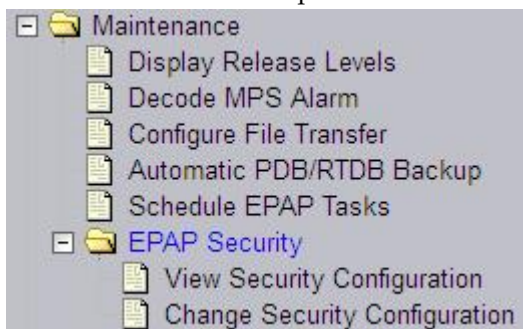 Maintenance
Display Release Levels
Decode MPS Alarm
Configure File Transfer
Automatic PDB/RTDB Backup
Schedule EPAP Tasks
EPAP Security
View Security Configuration
Change Security Configuration